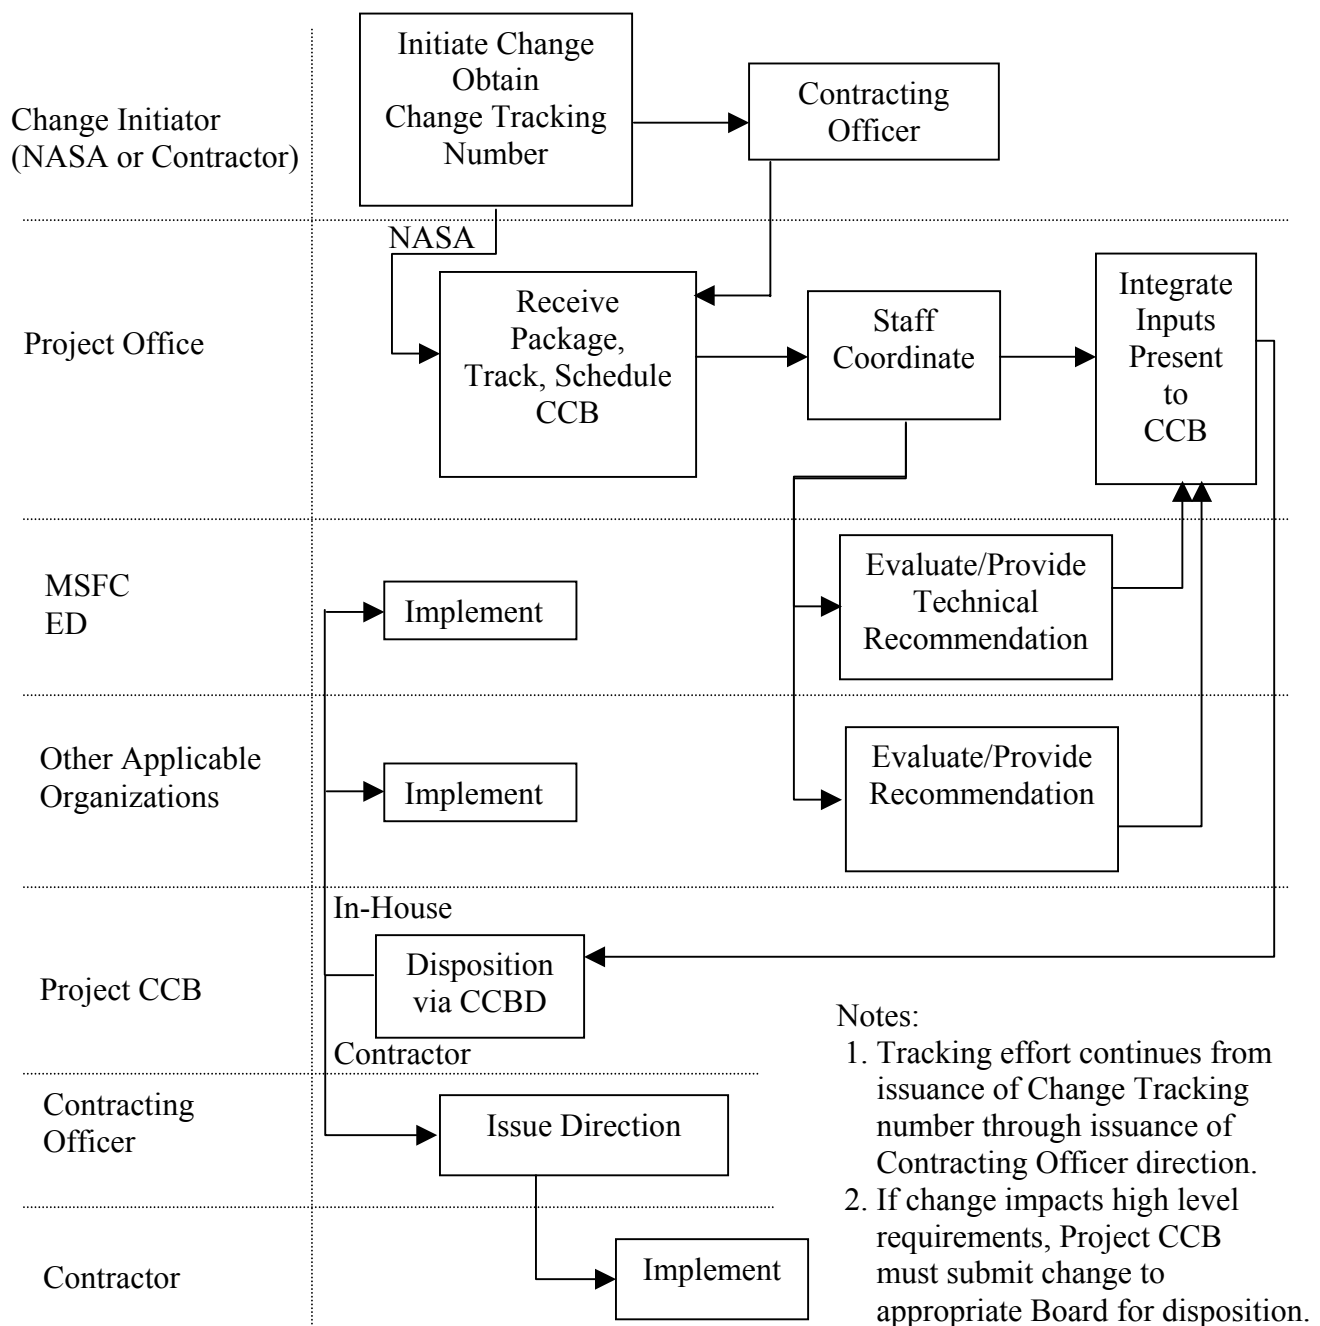 Initiate Change
Obtain
Change Tracking
Number
Contracting
Officer
Change Initiator
(NASA or Contractor)
NASA
Project Office
Receive
Package,
Track, Schedule
CCB
Staff
Coordinate
Integrate
Inputs
Present
to
CCB
MSFC
ED
Implement
Evaluate/Provide
Technical
Recommendation
Other Applicable
Organizations
Implement
Evaluate/Provide
Recommendation
In-House
Project CCB
Disposition
via CCBD
Contractor
Contracting
Officer
Issue Direction
Contractor
Implement
Notes:
1. Tracking effort continues from
issuance of Change Tracking
number through issuance of
Contracting Officer direction.
2. If change impacts high level
requirements, Project CCB
must submit change to
appropriate Board for disposition.